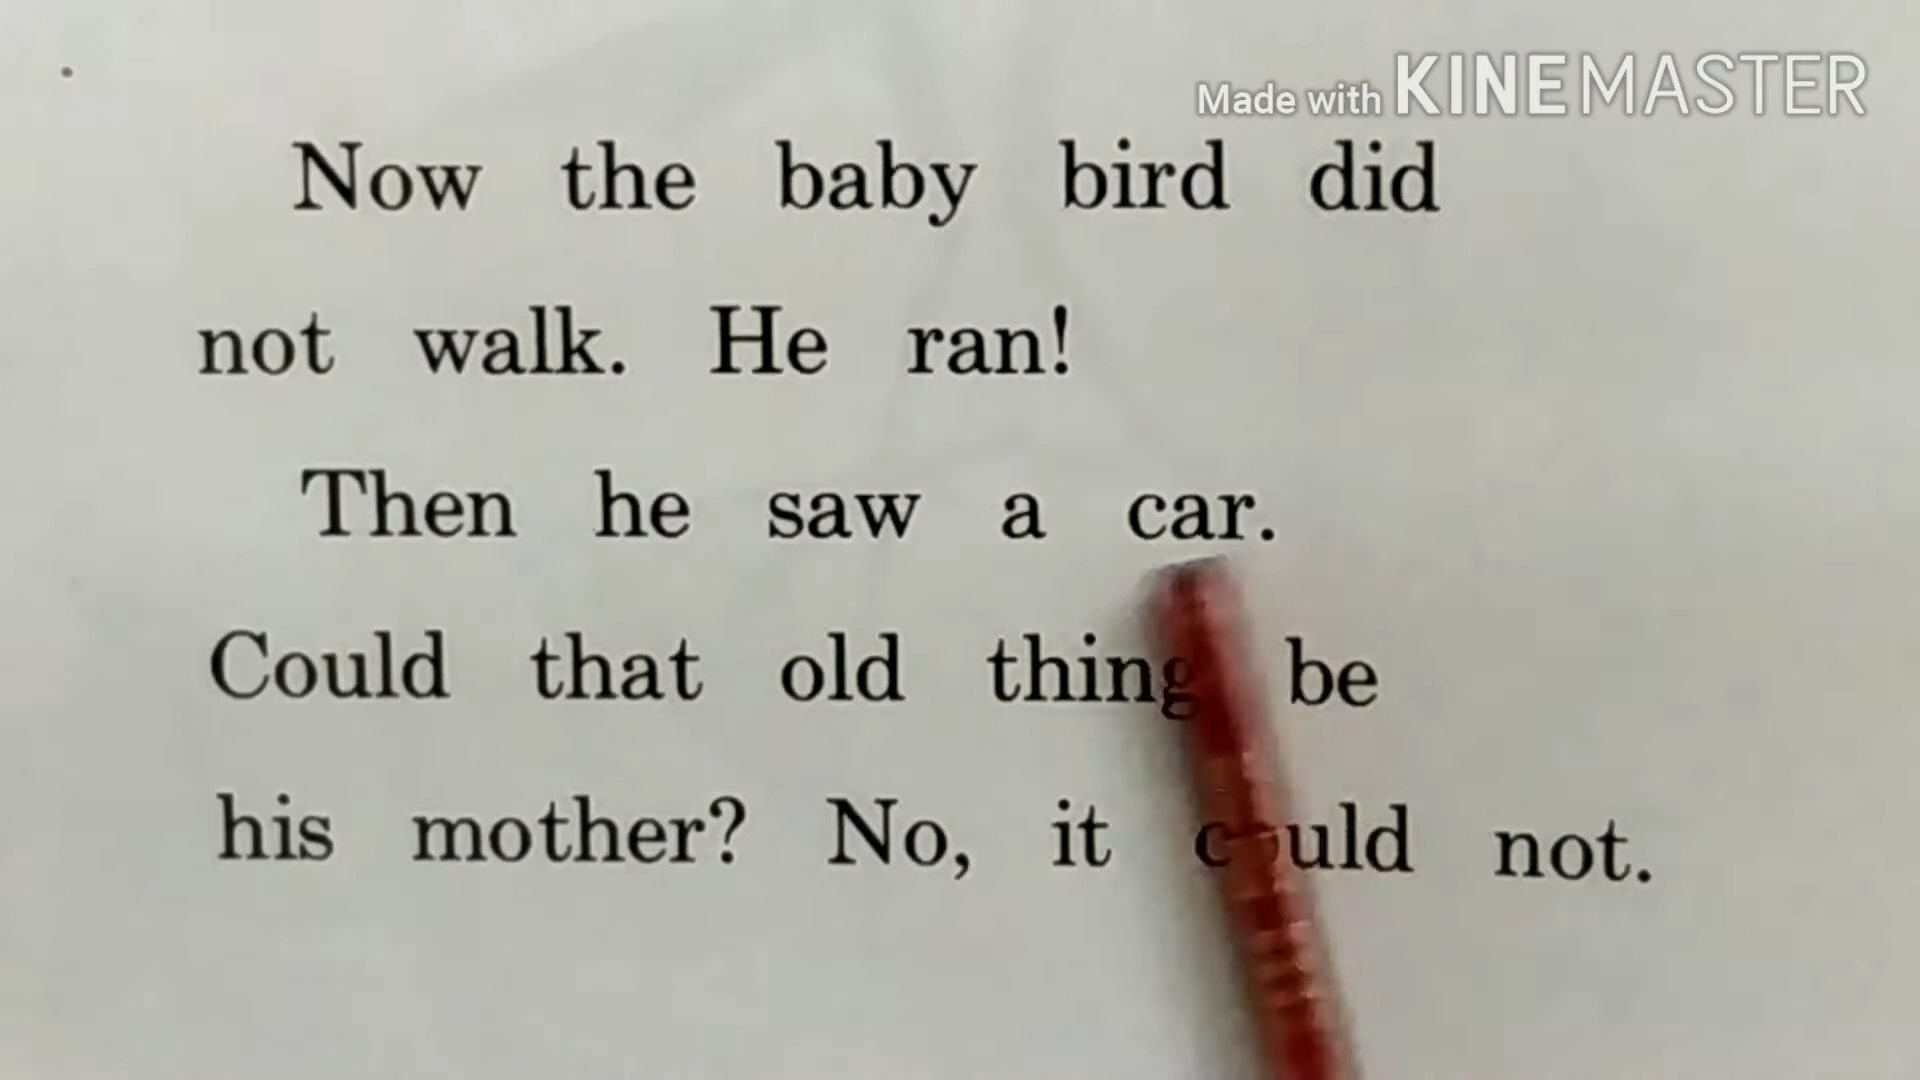 Made with KINEMASTER
Now the baby bird did
not walk. He ran!
Then he saw a car.
Could that old thing be
his mother? No, it could not.